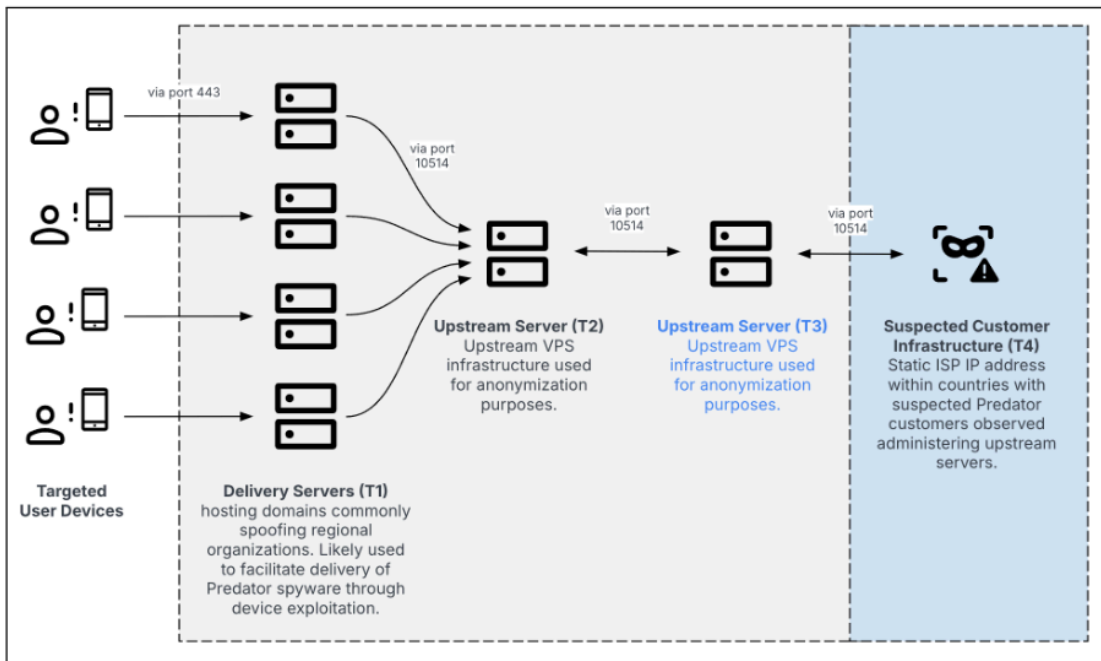 via port 443
via port
10514
via port
10514
via port
10514
Targeted
User Devices
Delivery Servers (T1)
hosting domains commonly
spoofing regional
organizations. Likely used
to facilitate delivery of
Predator spyware through
device exploitation.
Upstream Server (T2)
Upstream VPS
infrastructure used
for anonymization
purposes.
Upstream Server (T3)
Upstream VPS
infrastructure used
for anonymization
purposes.
Suspected Customer
Infrastructure (T4)
Static ISP IP address
within countries with
suspected Predator
customers observed
administering upstream
servers.